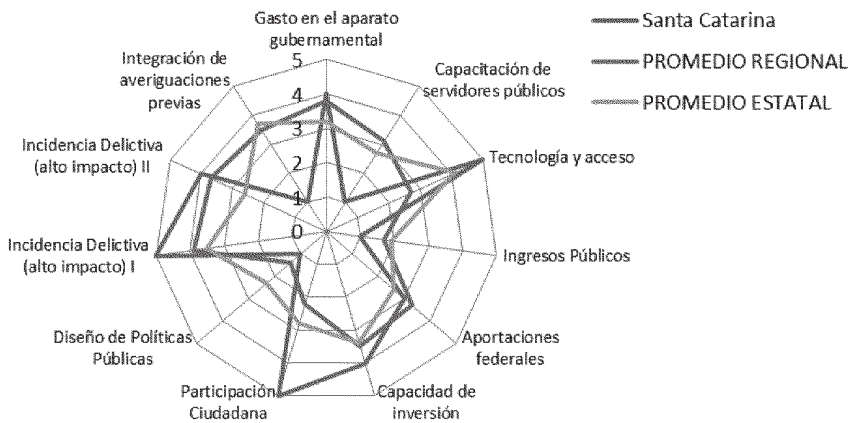 Gasto en el aparato
gubernamental
Santa Catarina
PROMEDIO REGIONAL
PROMEDIO ESTATAL
Integración de
averiguaciones
previas
Capacitación de
servidores públicos
5
4
3
2
1
0
Incidencia Delictiva
(alto impacto) II
Tecnología y acceso
Incidencia Delictiva
(alto impacto) I
Ingresos Públicos
Diseño de Políticas
Públicas
Aportaciones
federales
Participación
Ciudadana
Capacidad de
inversión